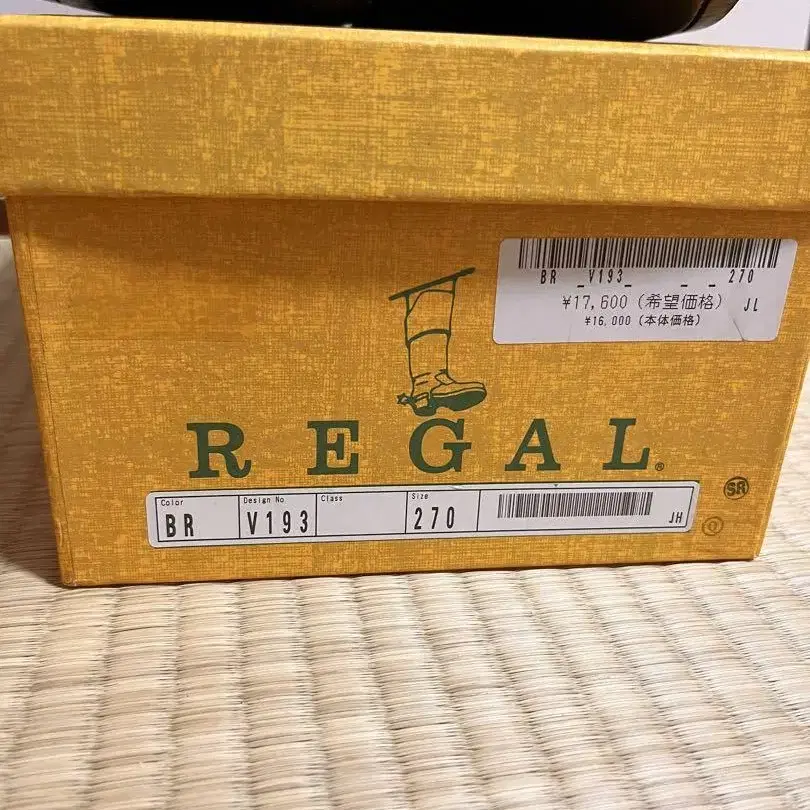 BR _V193_ _ _ 270
¥17,600 (希望価格) JL
¥16,000 (本体価格)
REGAL®
Color Design No Class Size
BR V193 270 JH
SR